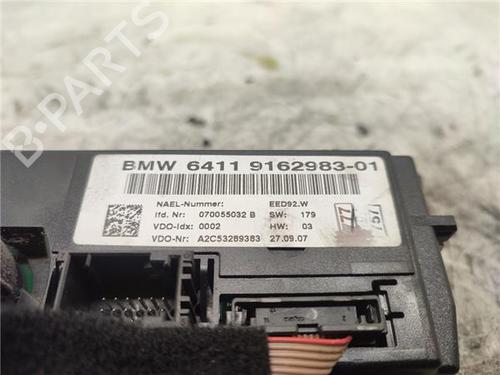 BMW 6411 9162983-01
NAEL-Nummer: EED92.W
lfd. Nr: 070055032 B SW: 179
VDO-Idx: 0002 HW: 03
VDO-Nr: A2C53289383 27.09.07
B-Parts